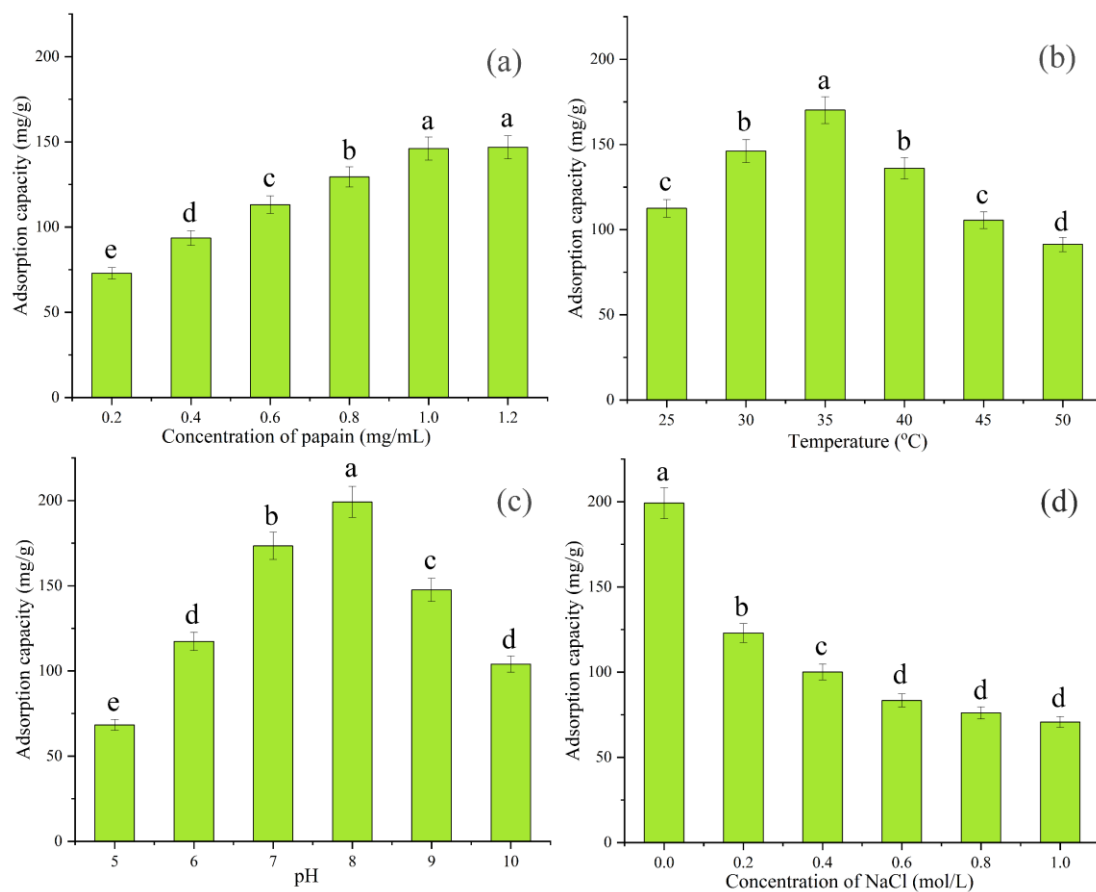 (a)
Adsorption capacity (mg/g)
200
150
100
50
0
e
d
c
b
a
a
0.2 0.4 0.6 0.8 1.0 1.2
Concentration of papain (mg/mL)
(b)
Adsorption capacity (mg/g)
200
150
100
50
0
c
b
a
b
c
d
25 30 35 40 45 50
Temperature (°C)
(c)
Adsorption capacity (mg/g)
200
150
100
50
0
e
d
b
a
c
d
5 6 7 8 9 10
pH
(d)
Adsorption capacity (mg/g)
200
150
100
50
0
a
b
c
d
d
d
0.0 0.2 0.4 0.6 0.8 1.0
Concentration of NaCl (mol/L)